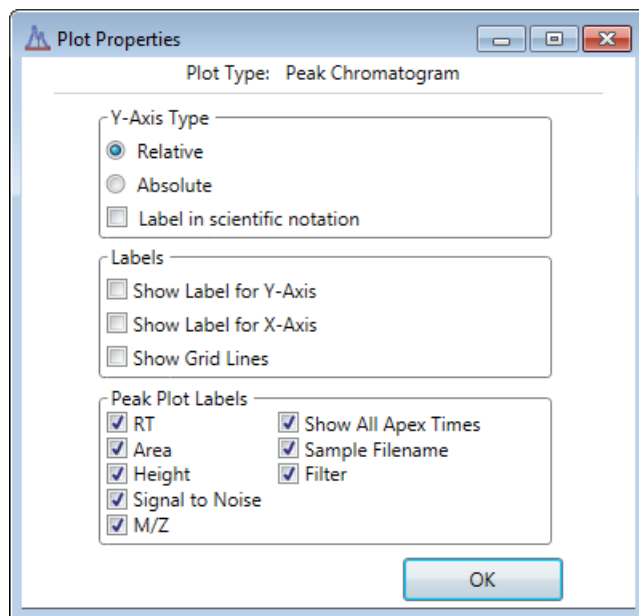 Plot Properties
Plot Type: Peak Chromatogram
Y-Axis Type
Relative
Absolute
Label in scientific notation
Labels
Show Label for Y-Axis
Show Label for X-Axis
Show Grid Lines
Peak Plot Labels
RT Show All Apex Times
Area Sample Filename
Height Filter
Signal to Noise
M/Z
OK